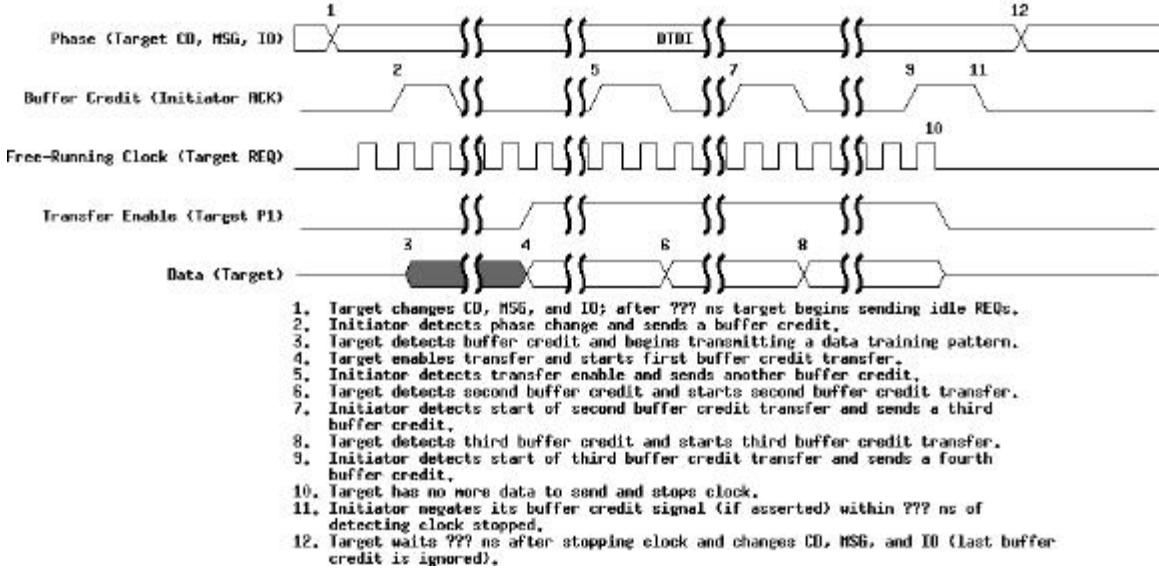 1
12
Phase (Target CD, MSG, IO)
DTDI
2
5
7
9
11
Buffer Credit (Initiator ACK)
10
Free-Running Clock (Target REQ)
Transfer Enable (Target P1)
3
4
6
8
Data (Target)
1. Target changes CD, MSG, and IO; after ??? ns target begins sending idle REQs.
2. Initiator detects phase change and sends a buffer credit.
3. Target detects buffer credit and begins transmitting a data training pattern.
4. Target enables transfer and starts first buffer credit transfer.
5. Initiator detects transfer enable and sends another buffer credit.
6. Target detects second buffer credit and starts second buffer credit transfer.
7. Initiator detects start of second buffer credit transfer and sends a third
buffer credit.
8. Target detects third buffer credit and starts third buffer credit transfer.
9. Initiator detects start of third buffer credit transfer and sends a fourth
buffer credit.
10. Target has no more data to send and stops clock.
11. Initiator negates its buffer credit signal (if asserted) within ??? ns of
detecting clock stopped.
12. Target waits ??? ns after stopping clock and changes CD, MSG, and IO (last buffer
credit is ignored).